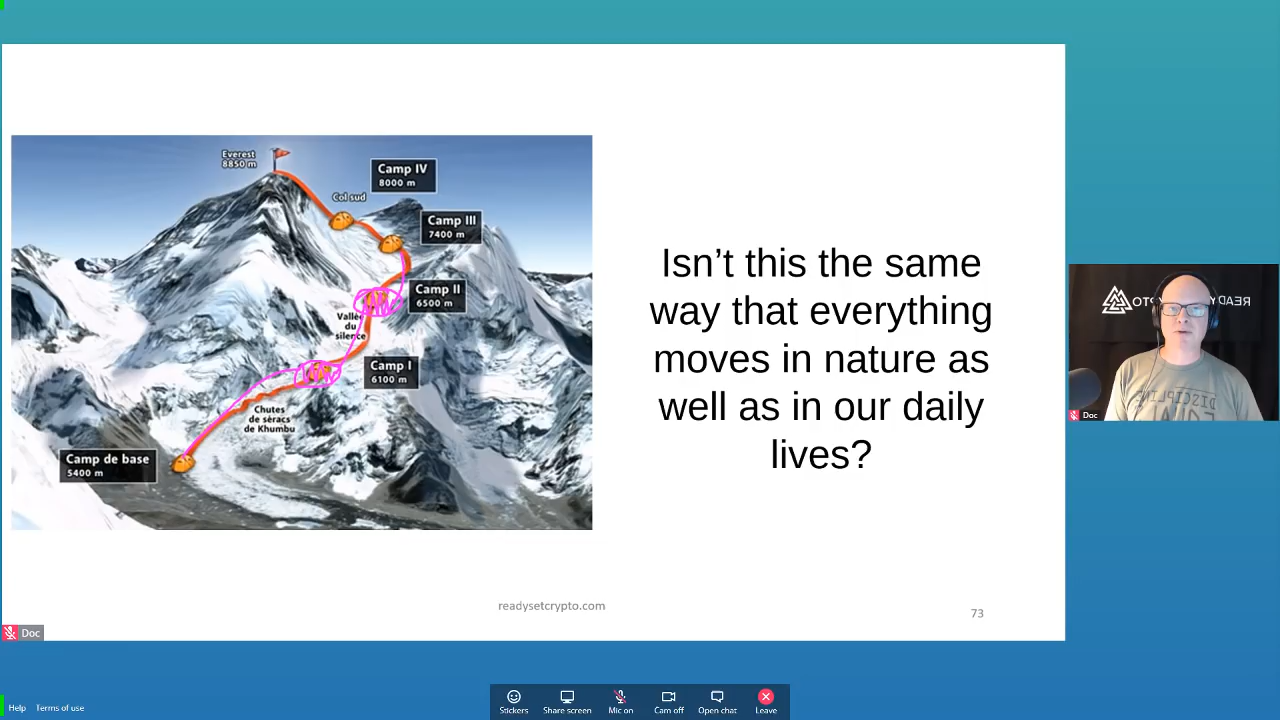 Everest
8850 m
Camp IV
8000 m
Col sud
Camp III
7400 m
Camp II
6500 m
Vallée
du
silence
Camp I
6100 m
Chutes
de séracs
de Khumbu
Camp de base
5400 m
Isn’t this the same
way that everything
moves in nature as
well as in our daily
lives?
readysetcrypto.com
73
Doc
Doc
Help
Terms of use
Stickers
Share screen
Mic on
Cam off
Open chat
Leave